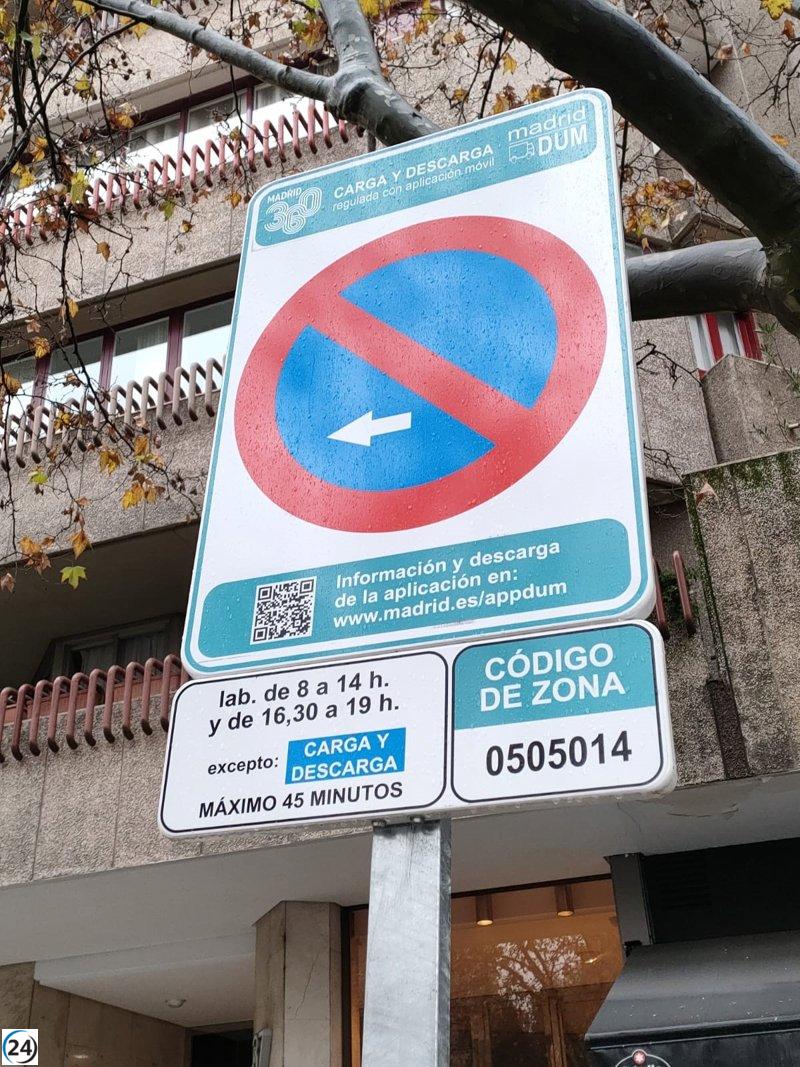 MADRID
360
CARGA Y DESCARGA
regulada con aplicación móvil
madrid
DUM
Información y descarga
de la aplicación en:
www.madrid.es/appdum
lab. de 8 a 14 h.
y de 16,30 a 19 h.
excepto: CARGA Y
DESCARGA
MÁXIMO 45 MINUTOS
CÓDIGO
DE ZONA
0505014
24